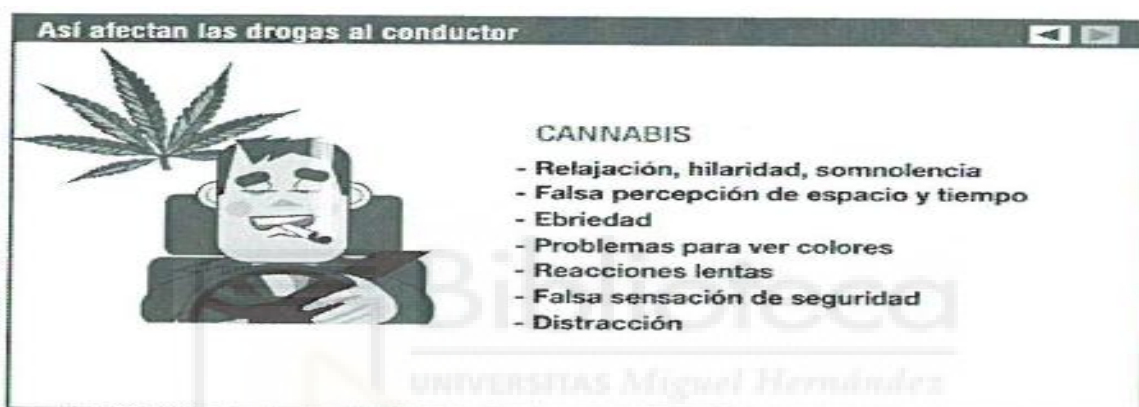 Así afectan las drogas al conductor
CANNABIS
- Relajación, hilaridad, somnolencia
- Falsa percepción de espacio y tiempo
- Ebriedad
- Problemas para ver colores
- Reacciones lentas
- Falsa sensación de seguridad
- Distracción
Biblioteca
UNIVERSITAS Miguel Hernández